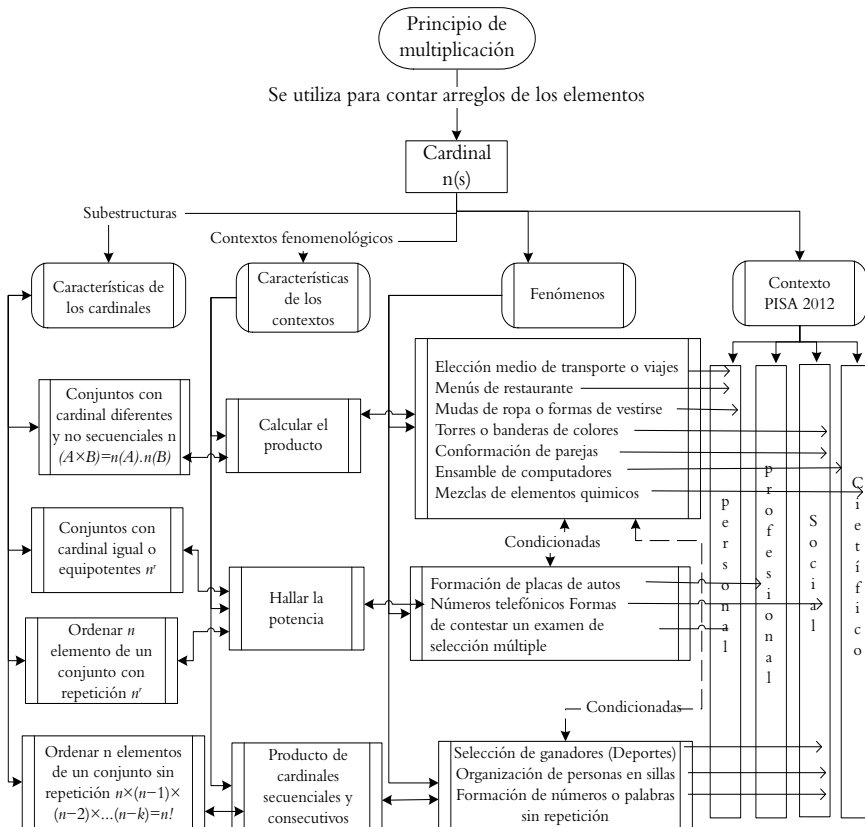 Principio de
multiplicación
Se utiliza para contar arreglos de los elementos
Cardinal
n(s)
Subestructuras
Contextos fenomenológicos
Características de
los cardinales
Características
de los
contextos
Fenómenos
Contexto
PISA 2012
Conjuntos con
cardinal diferentes
y no secuenciales n
(A×B)=n(A).n(B)
Calcular el
producto
Elección medio de transporte o viajes
Menús de restaurante
Mudas de ropa o formas de vestirse
Torres o banderas de colores
Conformación de parejas
Ensamble de computadores
Mezclas de elementos quimicos
personal
profesional
Social
Cietífico
Condicionadas
Conjuntos con
cardinal igual o
equipotentes nʳ
Hallar la
potencia
Formación de placas de autos
Números telefónicos Formas
de contestar un examen de
selección múltiple
Ordenar n
elemento de un
conjunto con
repetición nʳ
Condicionadas
Ordenar n elementos
de un conjunto sin
repetición n×(n−1)×
(n−2)×...(n−k)=n!
Producto de
cardinales
secuenciales y
consecutivos
Selección de ganadores (Deportes)
Organización de personas en sillas
Formación de números o palabras
sin repetición